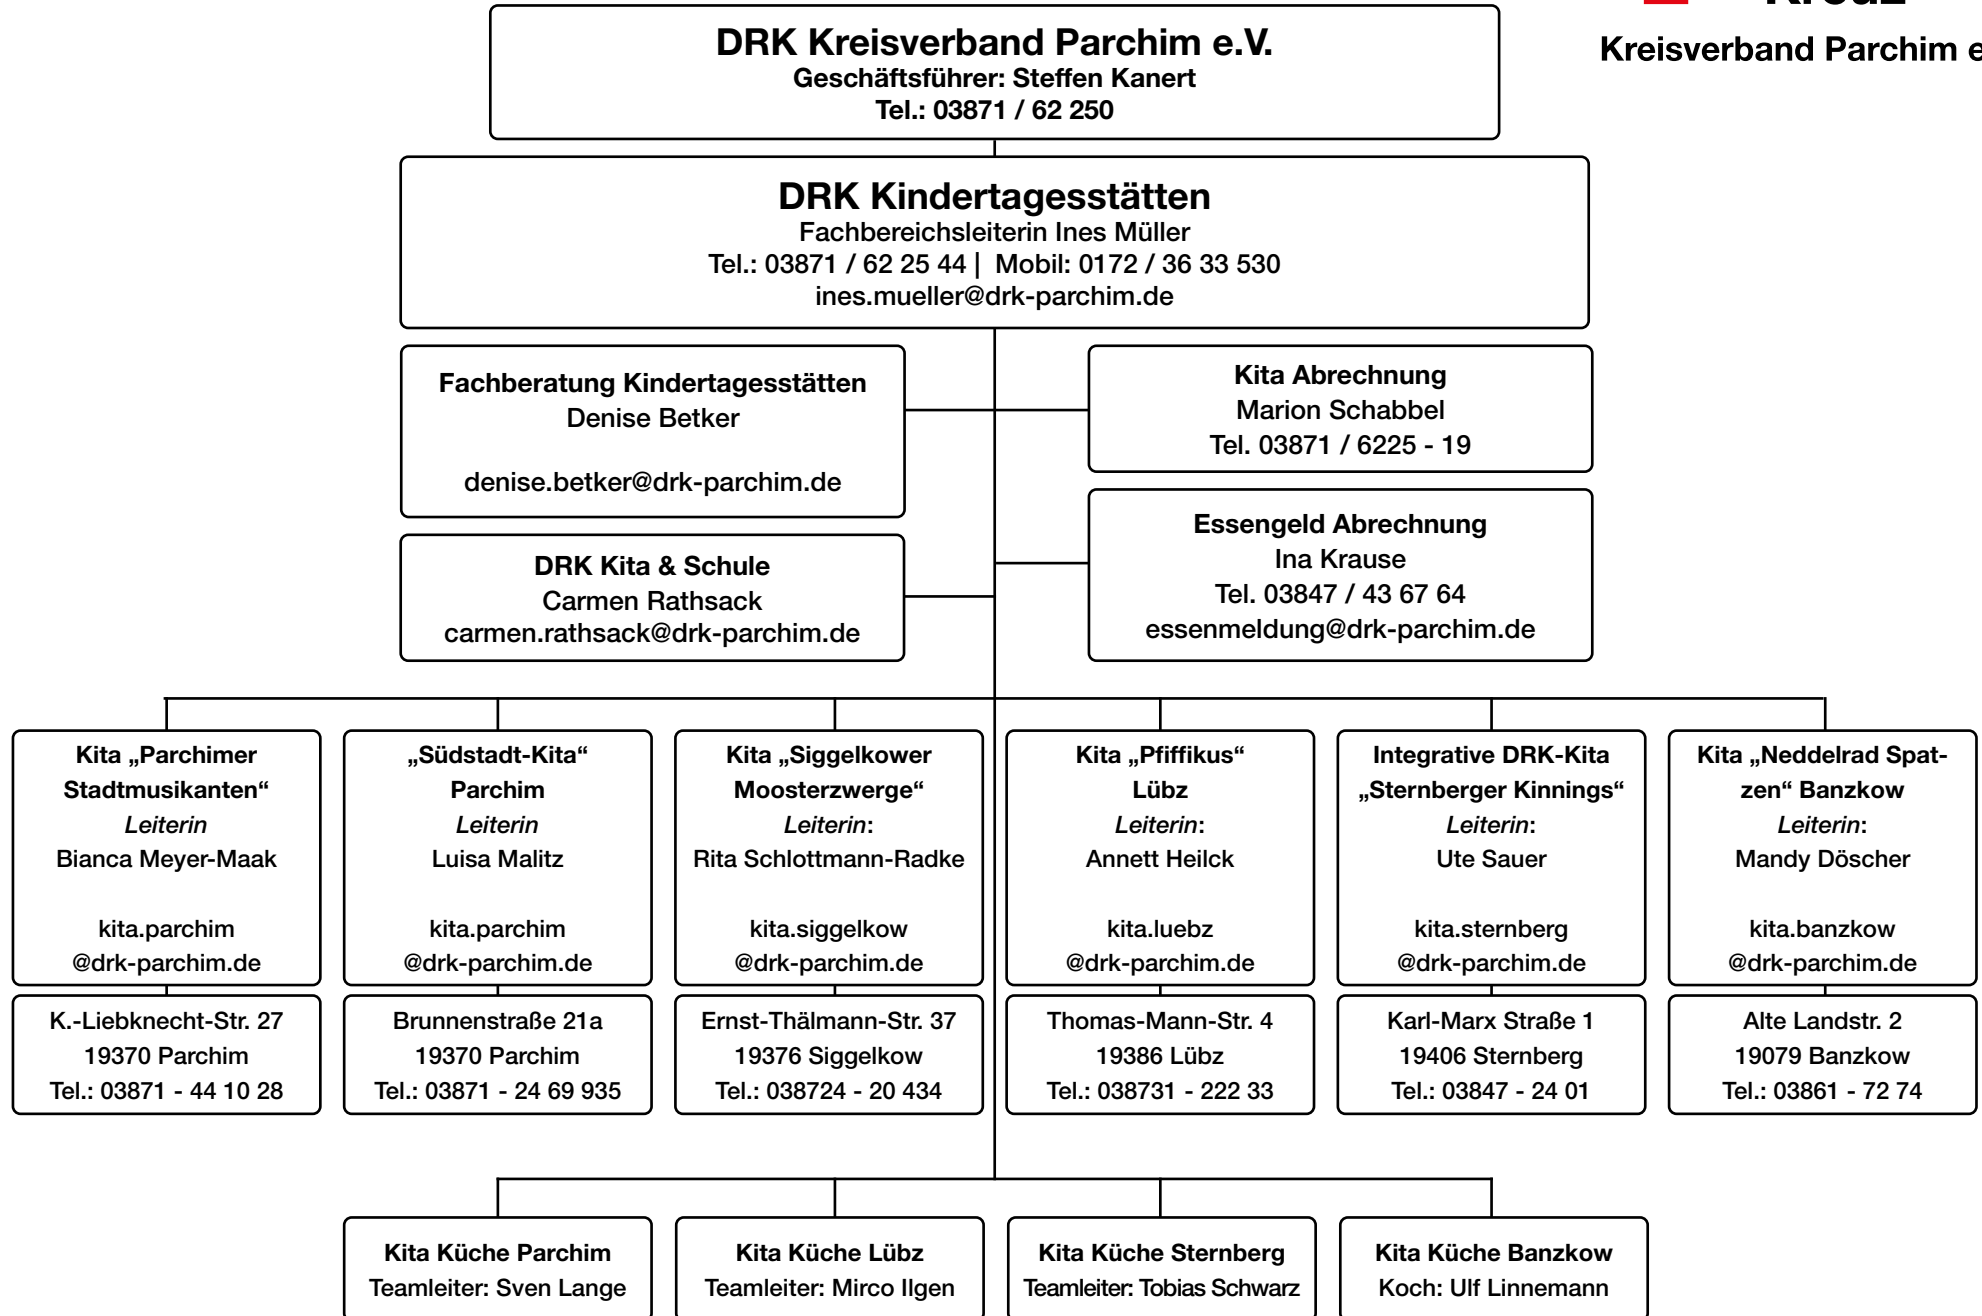 Kreuz
Kreisverband Parchim e
DRK Kreisverband Parchim e.V.
Geschäftsführer: Steffen Kanert
Tel.: 03871 / 62 250
DRK Kindertagesstätten
Fachbereichsleiterin Ines Müller
Tel.: 03871 / 62 25 44 | Mobil: 0172 / 36 33 530
ines.mueller@drk-parchim.de
Fachberatung Kindertagesstätten
Denise Betker
denise.betker@drk-parchim.de
Kita Abrechnung
Marion Schabbel
Tel. 03871 / 6225 - 19
DRK Kita & Schule
Carmen Rathsack
carmen.rathsack@drk-parchim.de
Essengeld Abrechnung
Ina Krause
Tel. 03847 / 43 67 64
essenmeldung@drk-parchim.de
Kita „Parchimer
Stadtmusikanten“
Leiterin
Bianca Meyer-Maak
kita.parchim
@drk-parchim.de
K.-Liebknecht-Str. 27
19370 Parchim
Tel.: 03871 - 44 10 28
„Südstadt-Kita“
Parchim
Leiterin
Luisa Malitz
kita.parchim
@drk-parchim.de
Brunnenstraße 21a
19370 Parchim
Tel.: 03871 - 24 69 935
Kita „Siggelkower
Moosterzwerge“
Leiterin:
Rita Schlottmann-Radke
kita.siggelkow
@drk-parchim.de
Ernst-Thälmann-Str. 37
19376 Siggelkow
Tel.: 038724 - 20 434
Kita „Pfiffikus“
Lübz
Leiterin:
Annett Heilck
kita.luebz
@drk-parchim.de
Thomas-Mann-Str. 4
19386 Lübz
Tel.: 038731 - 222 33
Integrative DRK-Kita
„Sternberger Kinnings“
Leiterin:
Ute Sauer
kita.sternberg
@drk-parchim.de
Karl-Marx Straße 1
19406 Sternberg
Tel.: 03847 - 24 01
Kita „Neddelrad Spat-
zen“ Banzkow
Leiterin:
Mandy Döscher
kita.banzkow
@drk-parchim.de
Alte Landstr. 2
19079 Banzkow
Tel.: 03861 - 72 74
Kita Küche Parchim
Teamleiter: Sven Lange
Kita Küche Lübz
Teamleiter: Mirco Ilgen
Kita Küche Sternberg
Teamleiter: Tobias Schwarz
Kita Küche Banzkow
Koch: Ulf Linnemann